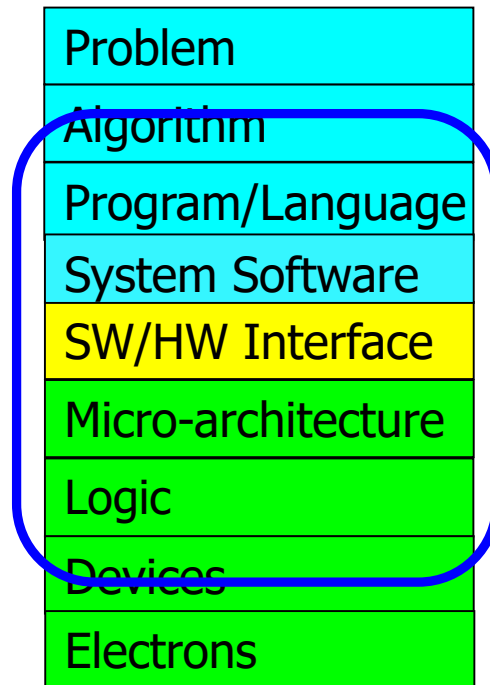 Problem
Algorithm
Program/Language
System Software
SW/HW Interface
Micro-architecture
Logic
Devices
Electrons